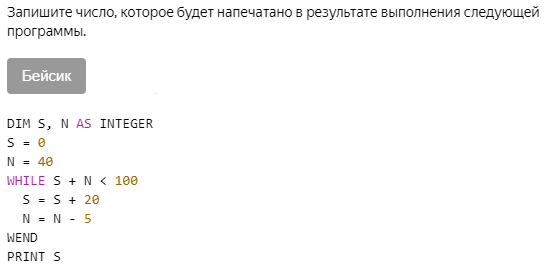 Запишите число, которое будет напечатано в результате выполнения следующей
программы.
Бейсик
DIM S, N AS INTEGER
S = 0
N = 40
WHILE S + N < 100
  S = S + 20
  N = N - 5
WEND
PRINT S